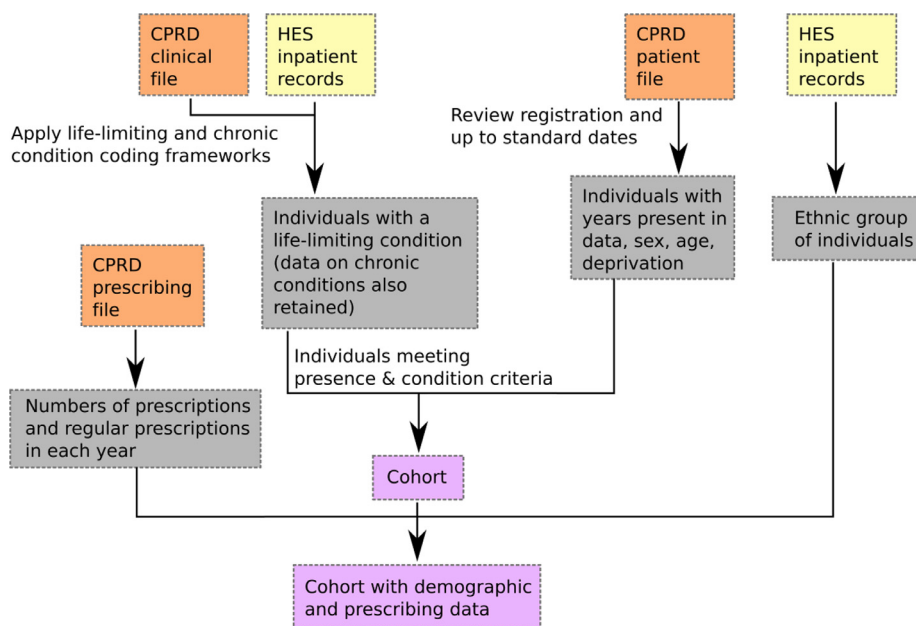 CPRD
clinical
file
HES
inpatient
records
CPRD
patient
file
HES
inpatient
records
Apply life-limiting and chronic
condition coding frameworks
Review registration and
up to standard dates
Individuals with a
life-limiting condition
(data on chronic
conditions also
retained)
Individuals with
years present in
data, sex, age,
deprivation
Ethnic group
of individuals
CPRD
prescribing
file
Individuals meeting
presence & condition criteria
Numbers of prescriptions
and regular prescriptions
in each year
Cohort
Cohort with demographic
and prescribing data